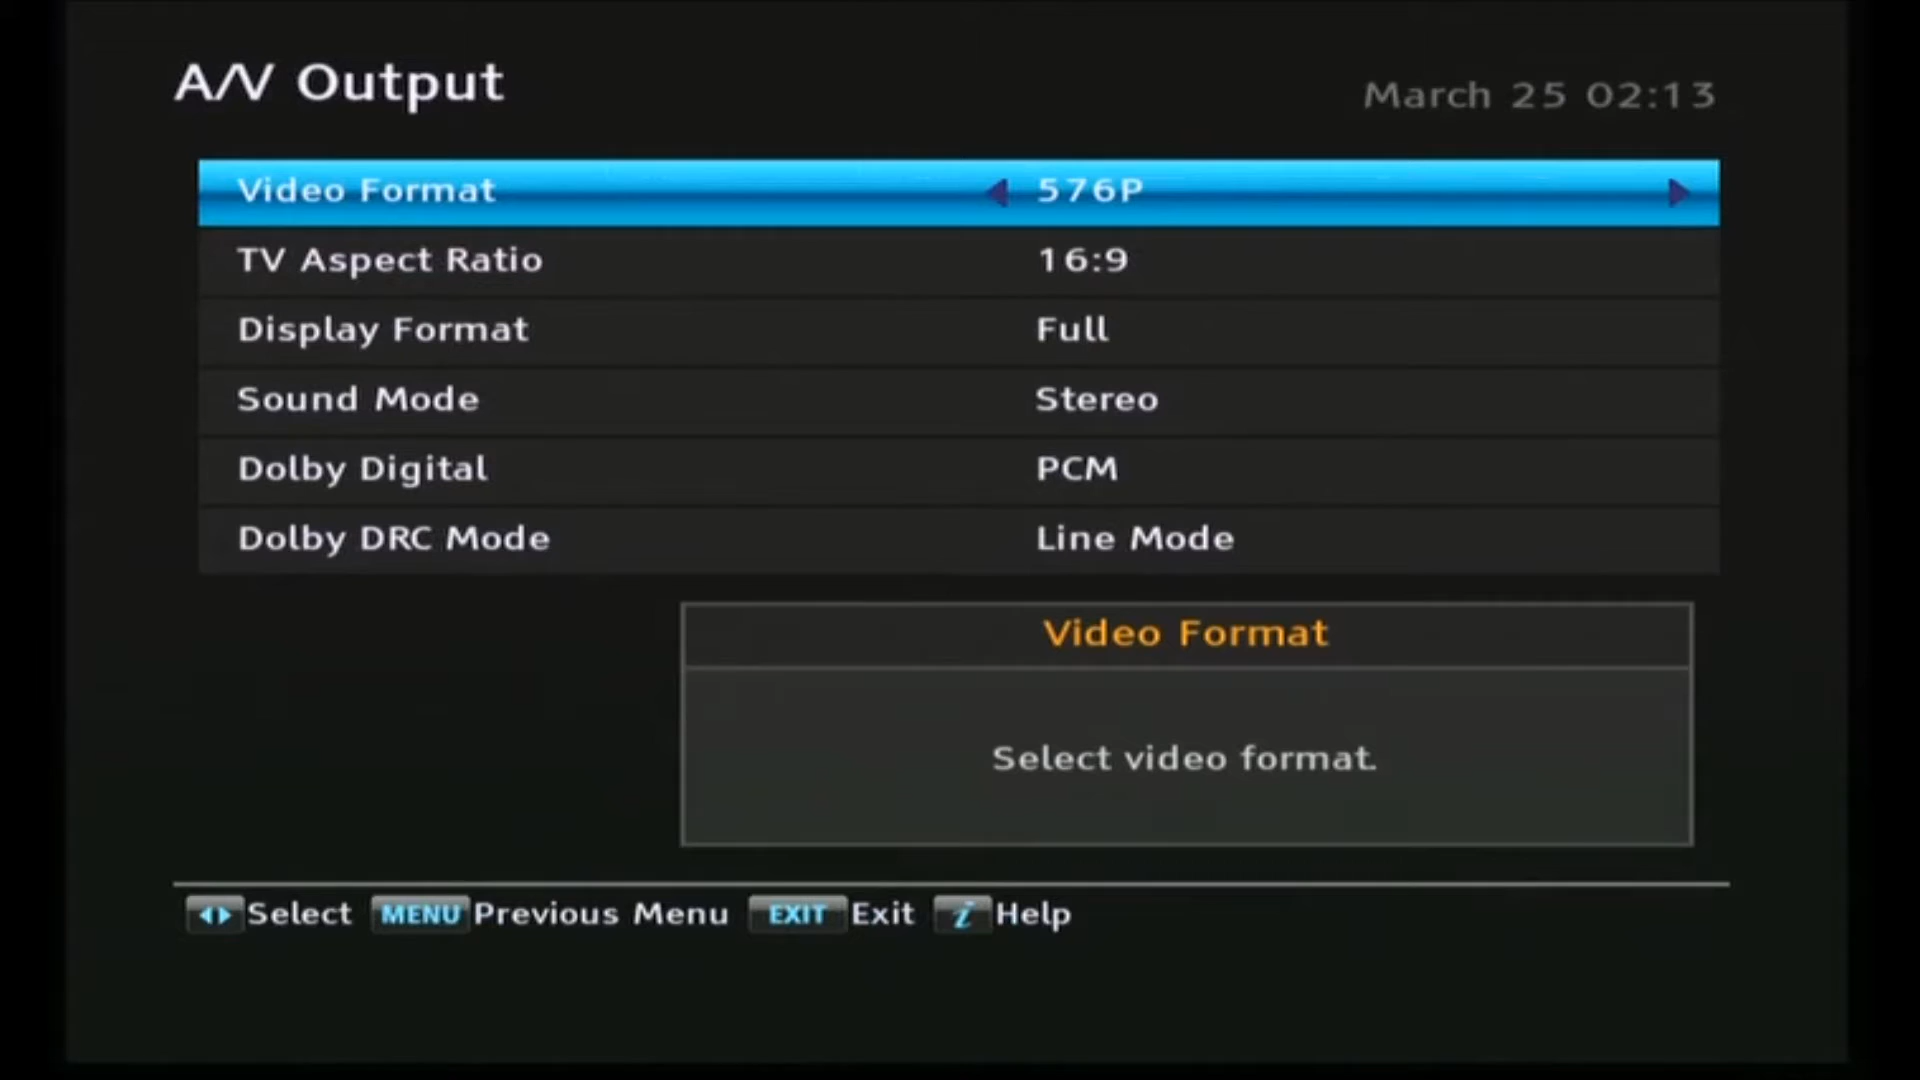 A/V Output
March 25 02:13
Video Format 576P
TV Aspect Ratio 16:9
Display Format Full
Sound Mode Stereo
Dolby Digital PCM
Dolby DRC Mode Line Mode
Video Format
Select video format.
Select MENU Previous Menu EXIT Exit i Help